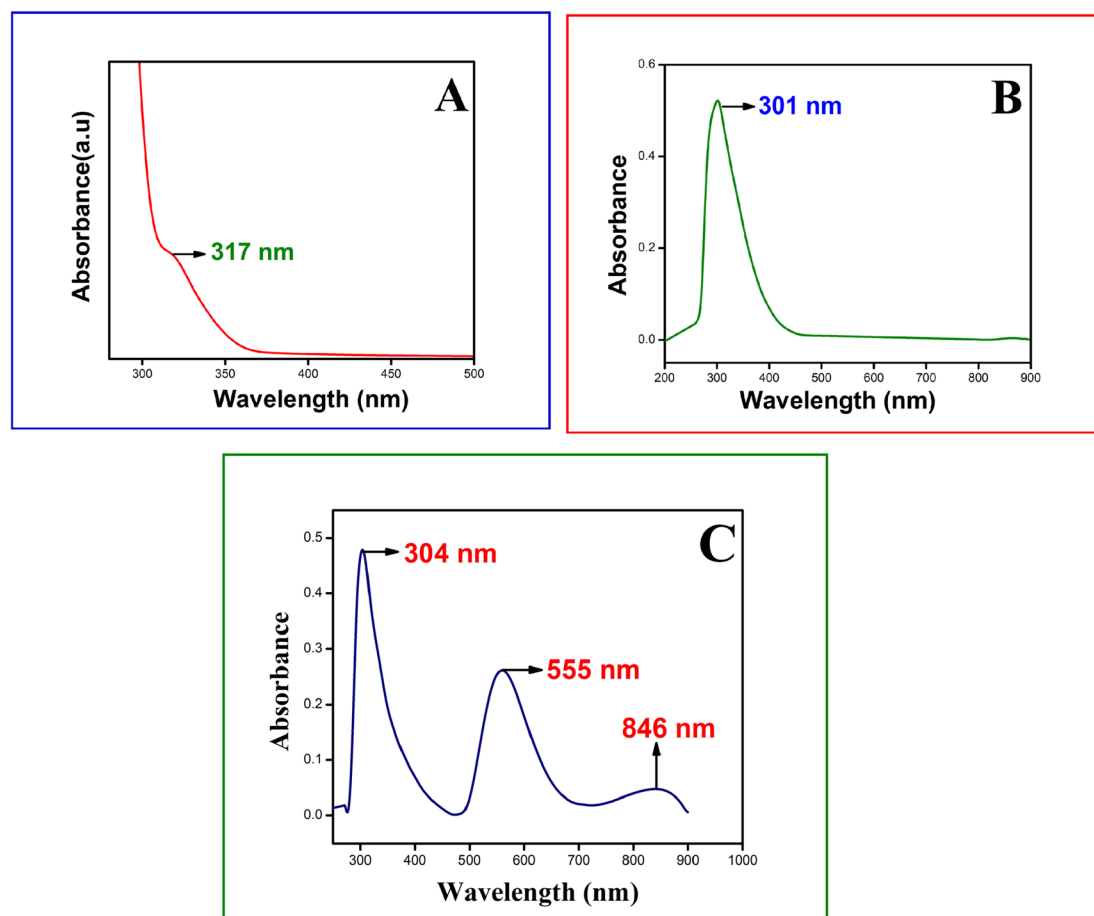 A
317 nm
Absorbance(a.u)
300
350
400
450
500
Wavelength (nm)
B
301 nm
Absorbance
0.6
0.4
0.2
0.0
200
300
400
500
600
700
800
900
Wavelength (nm)
C
304 nm
555 nm
846 nm
Absorbance
0.5
0.4
0.3
0.2
0.1
0.0
300
400
500
600
700
800
900
1000
Wavelength (nm)